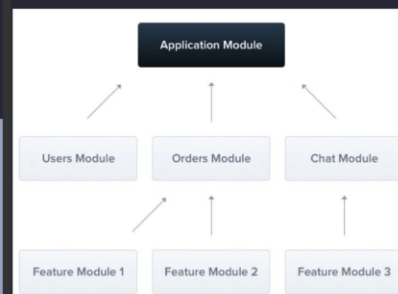 Application Module
Users Module
Orders Module
Chat Module
Feature Module 1
Feature Module 2
Feature Module 3